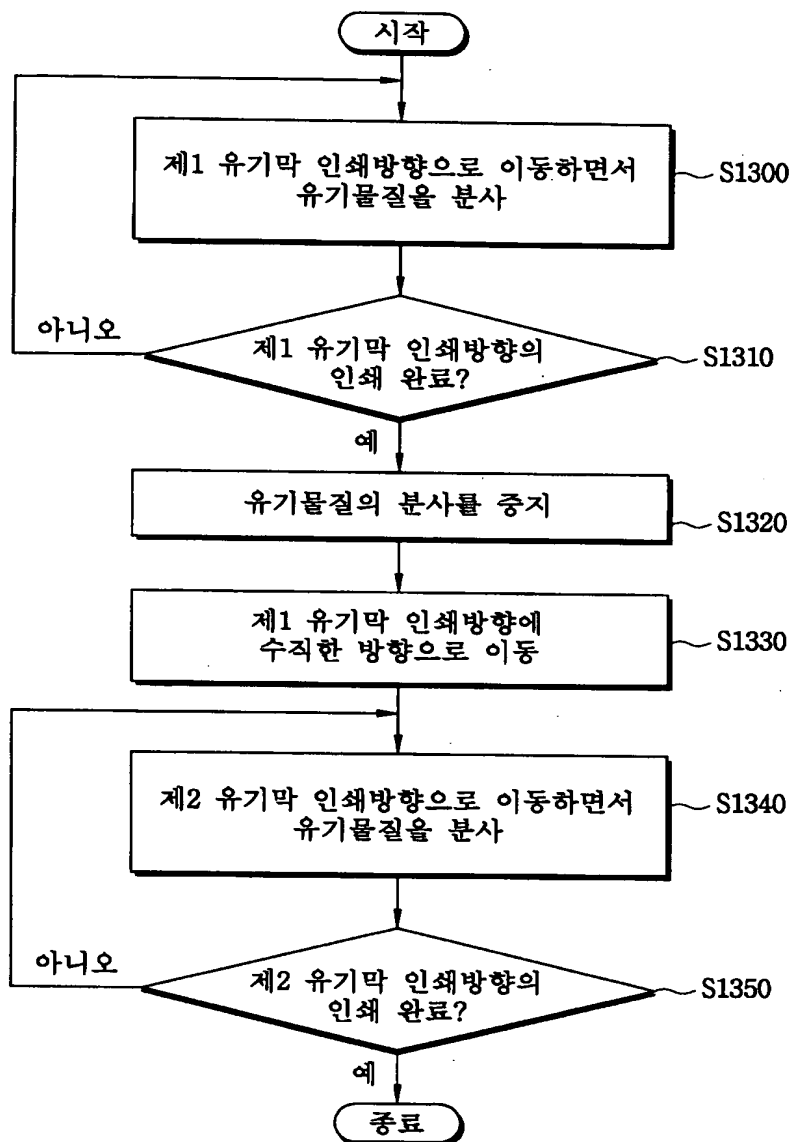 시작
제1 유기막 인쇄방향으로 이동하면서
유기물질을 분사
S1300
아니오
제1 유기막 인쇄방향의
인쇄 완료?
S1310
예
유기물질의 분사를 중지
S1320
제1 유기막 인쇄방향에
수직한 방향으로 이동
S1330
제2 유기막 인쇄방향으로 이동하면서
유기물질을 분사
S1340
아니오
제2 유기막 인쇄방향의
인쇄 완료?
S1350
예
종료